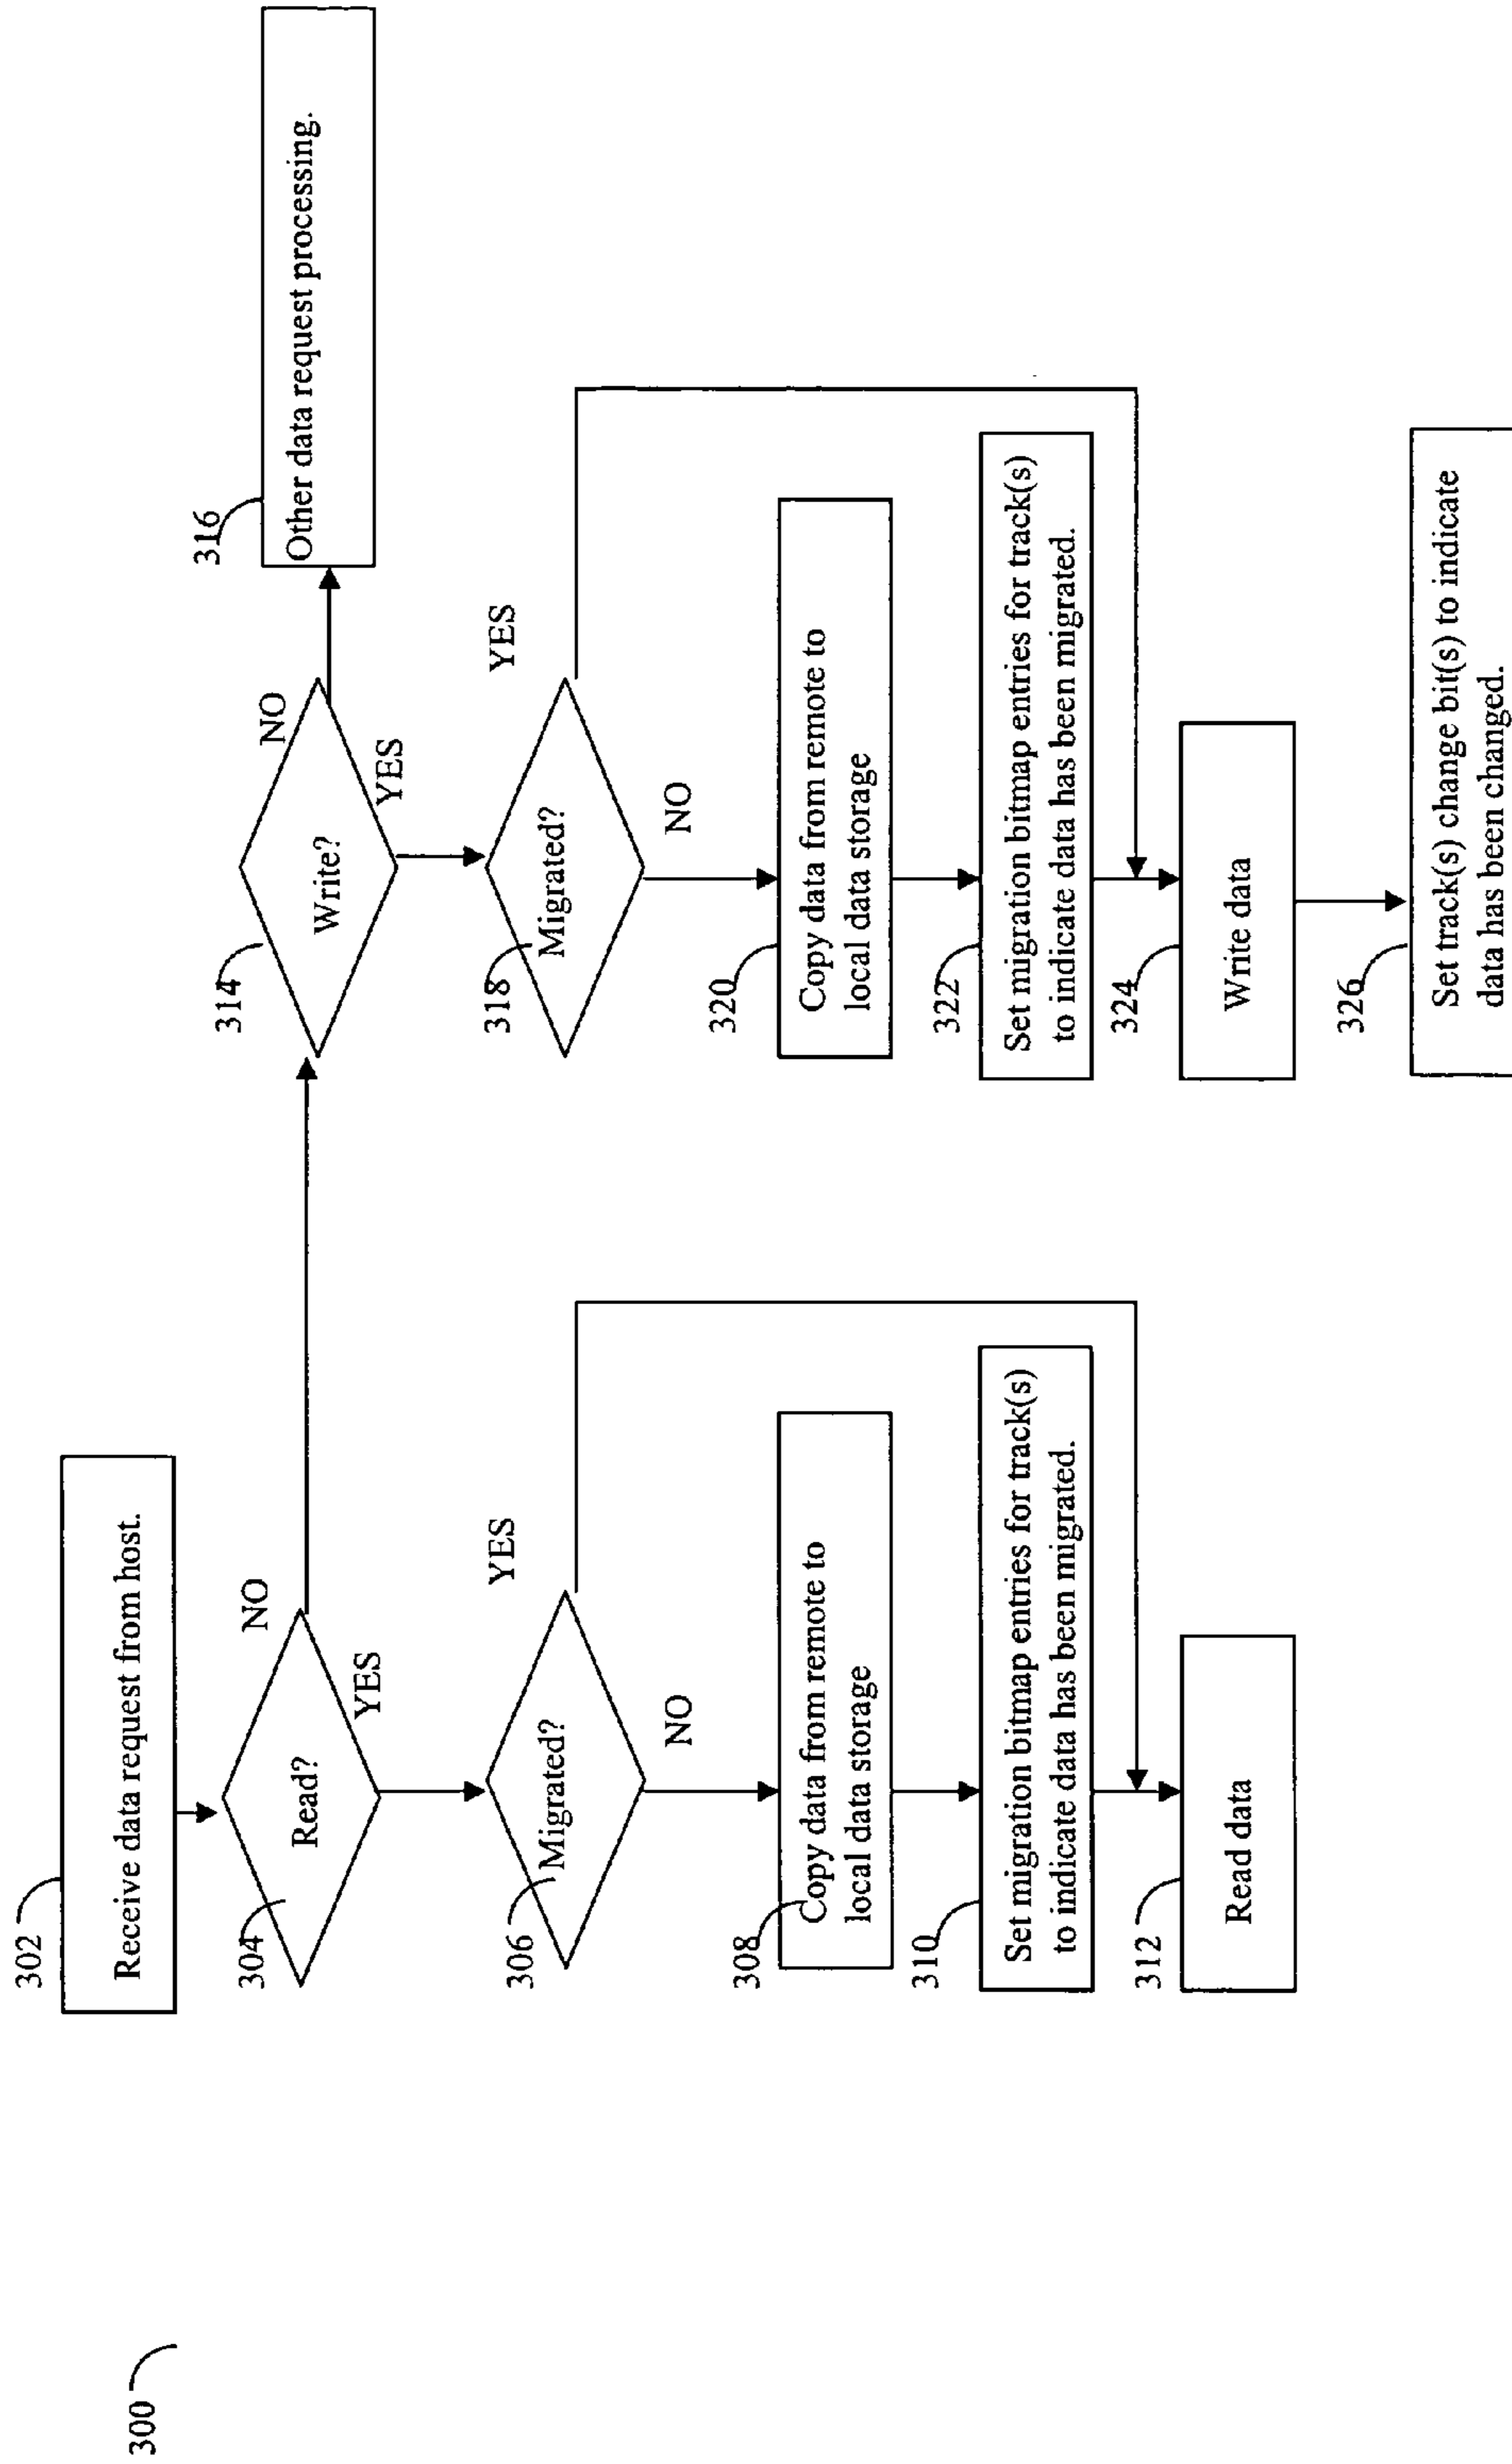 300
302
Receive data request from host.
304
Read?
NO
YES
306
Migrated?
YES
NO
308
Copy data from remote to
local data storage
310
Set migration bitmap entries for track(s)
to indicate data has been migrated.
312
Read data
314
Write?
NO
YES
316
Other data request processing.
318
Migrated?
YES
NO
320
Copy data from remote to
local data storage
322
Set migration bitmap entries for track(s)
to indicate data has been migrated.
324
Write data
326
Set track(s) change bit(s) to indicate
data has been changed.